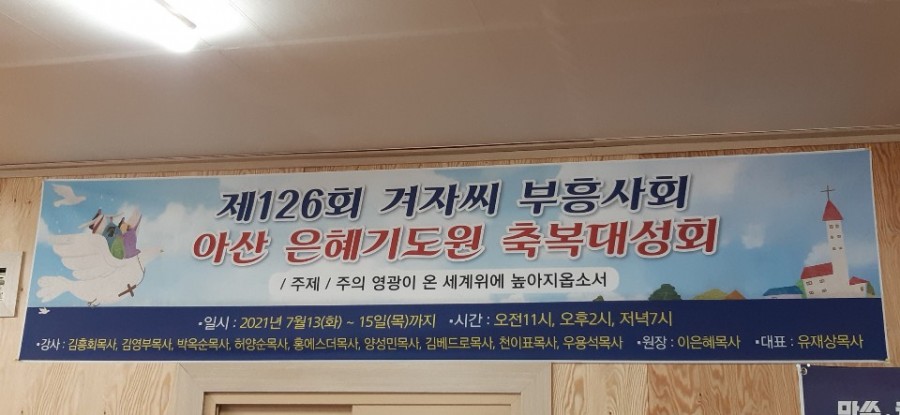 제126회 겨자씨 부흥사회
아산 은혜기도원 축복대성회
/ 주제 / 주의 영광이 온 세계위에 높아지옵소서
•일시 : 2021년 7월13(화) ~ 15일(목)까지 •시간 : 오전11시, 오후2시, 저녁7시
•강사 : 김홍회목사, 김염부목사, 박옥순목사, 허양순목사, 홍에스더목사, 양성민목사, 김베드로목사, 천이표목사, 우용석목사 •원장 : 이은혜목사 •대표 : 유재상목사